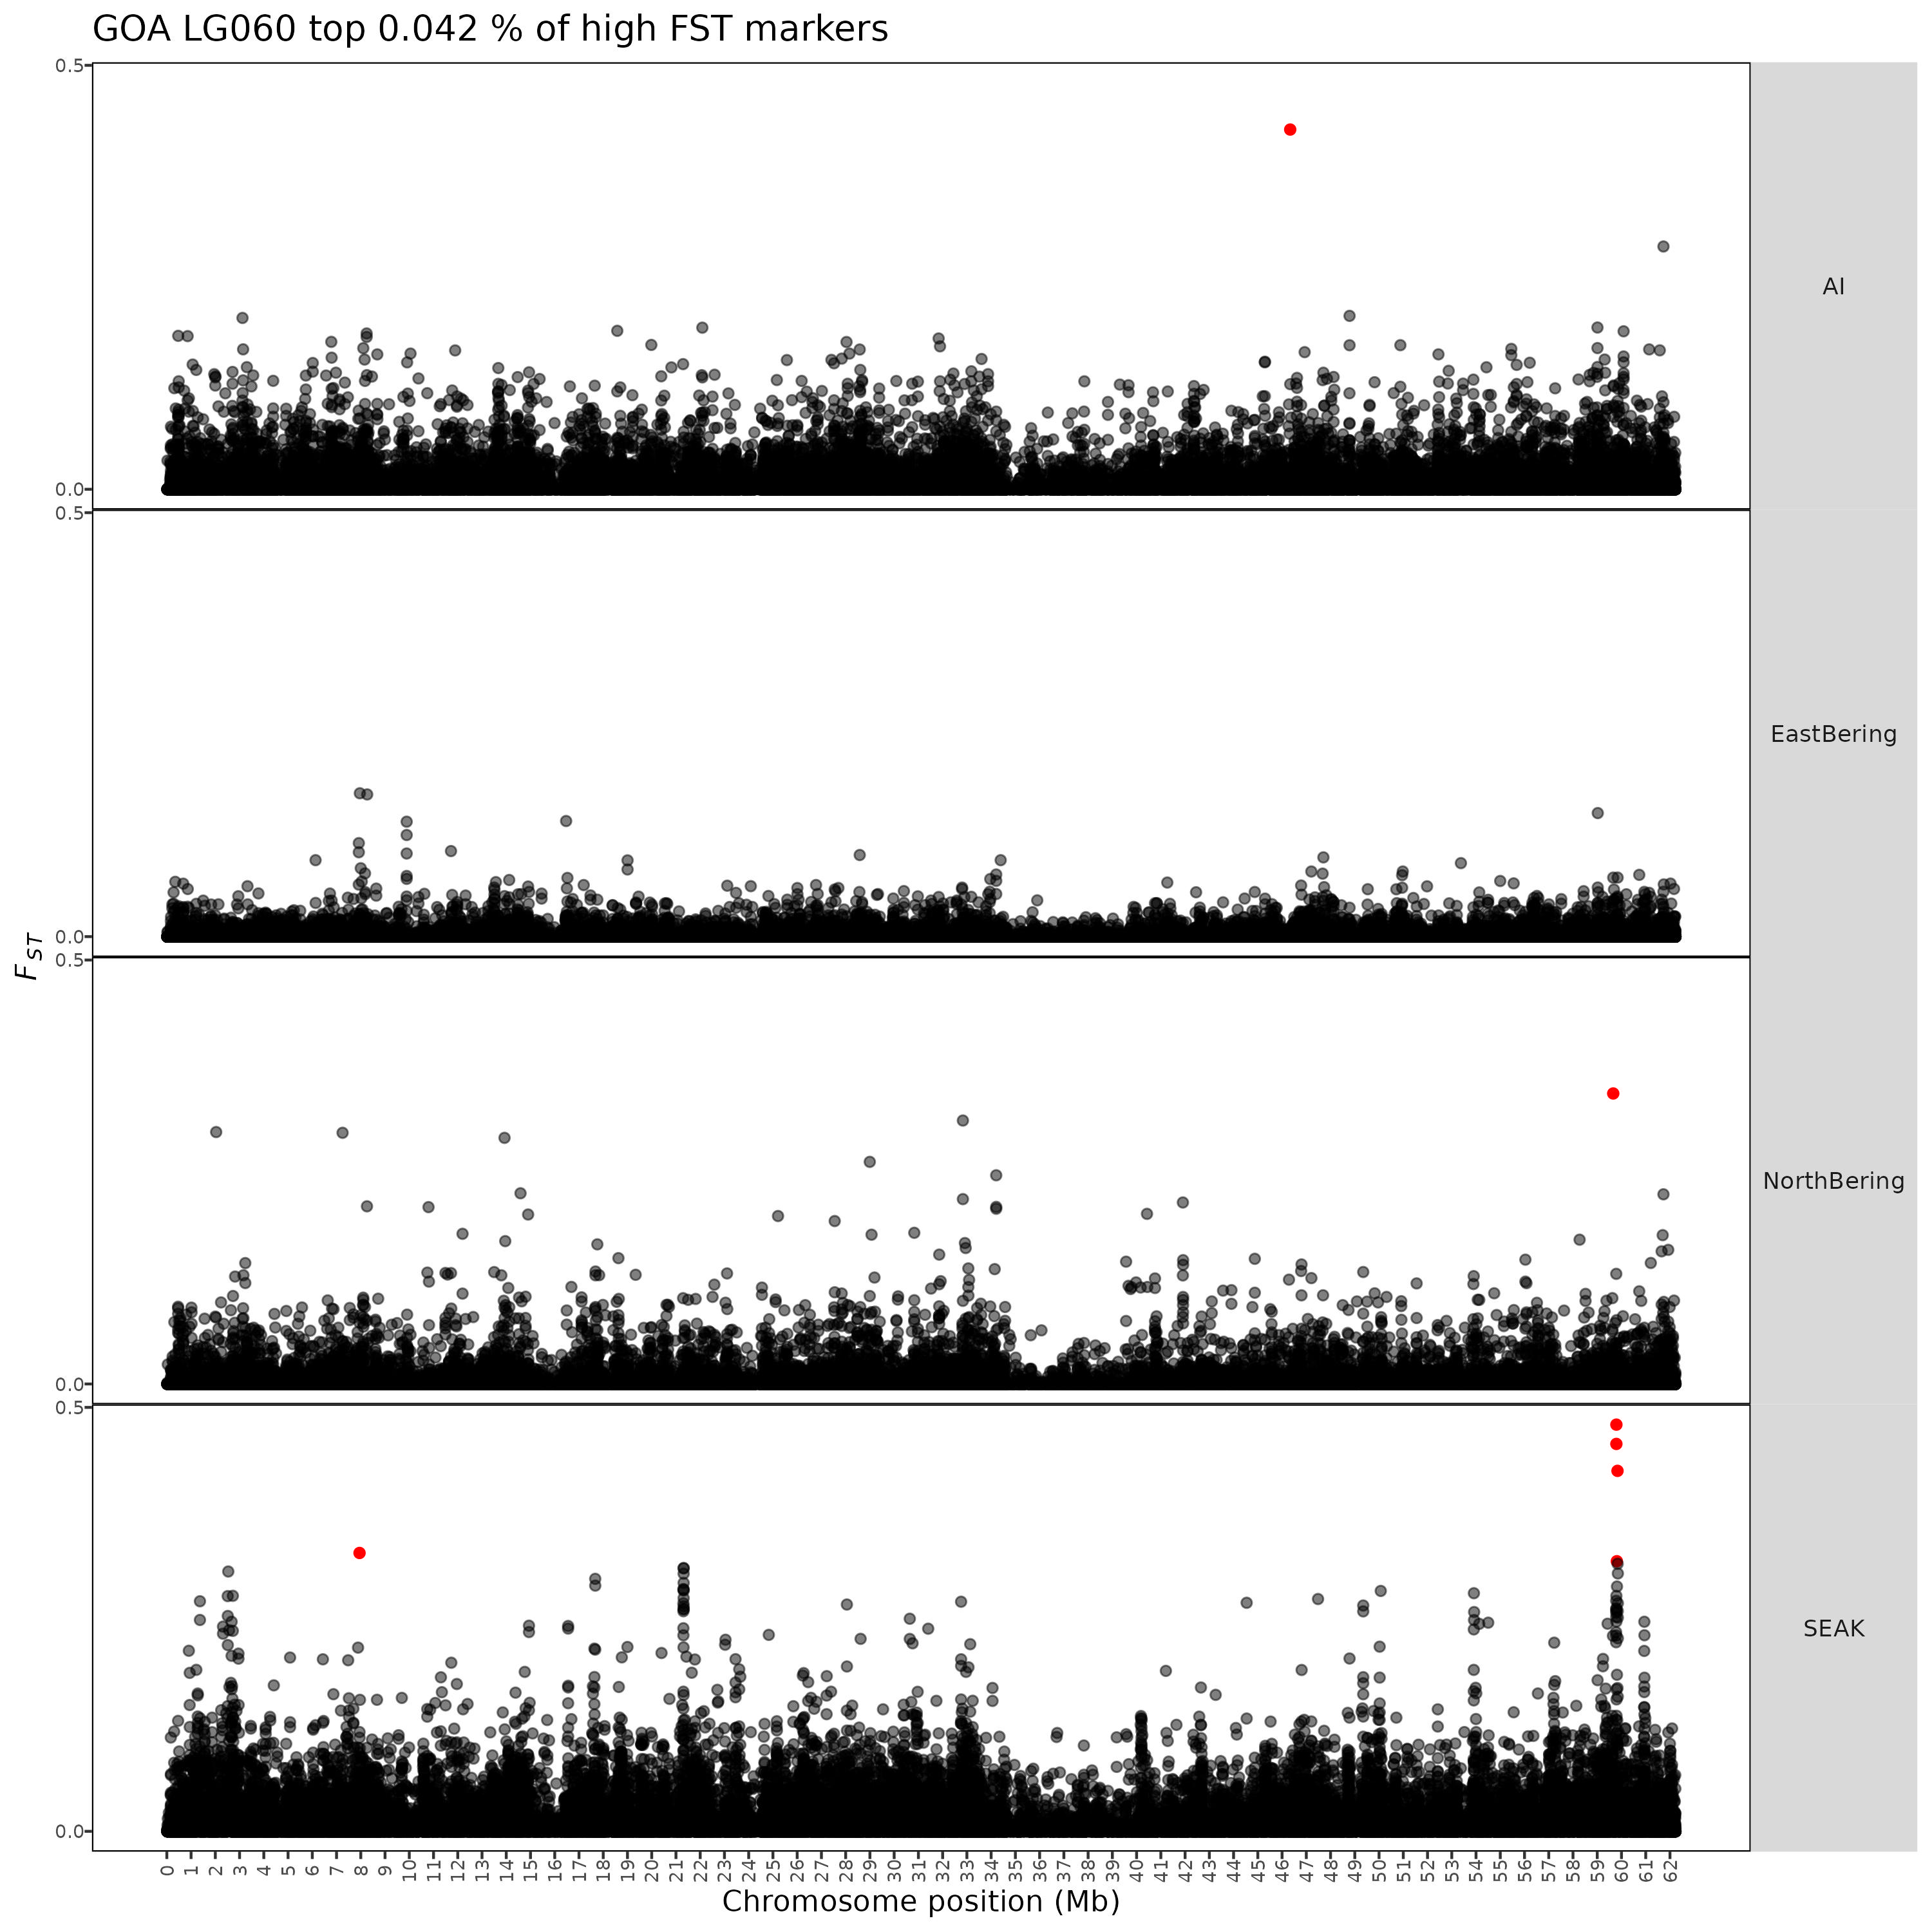 GOA LG060 top 0.042 % of high FST markers
0.5
AI
0.0
0.5
EastBering
0.0
FST
0.5
NorthBering
0.0
0.5
SEAK
0.0
0 1 2 3 4 5 6 7 8 9 10 11 12 13 14 15 16 17 18 19 20 21 22 23 24 25 26 27 28 29 30 31 32 33 34 35 36 37 38 39 40 41 42 43 44 45 46 47 48 49 50 51 52 53 54 55 56 57 58 59 60 61 62
Chromosome position (Mb)